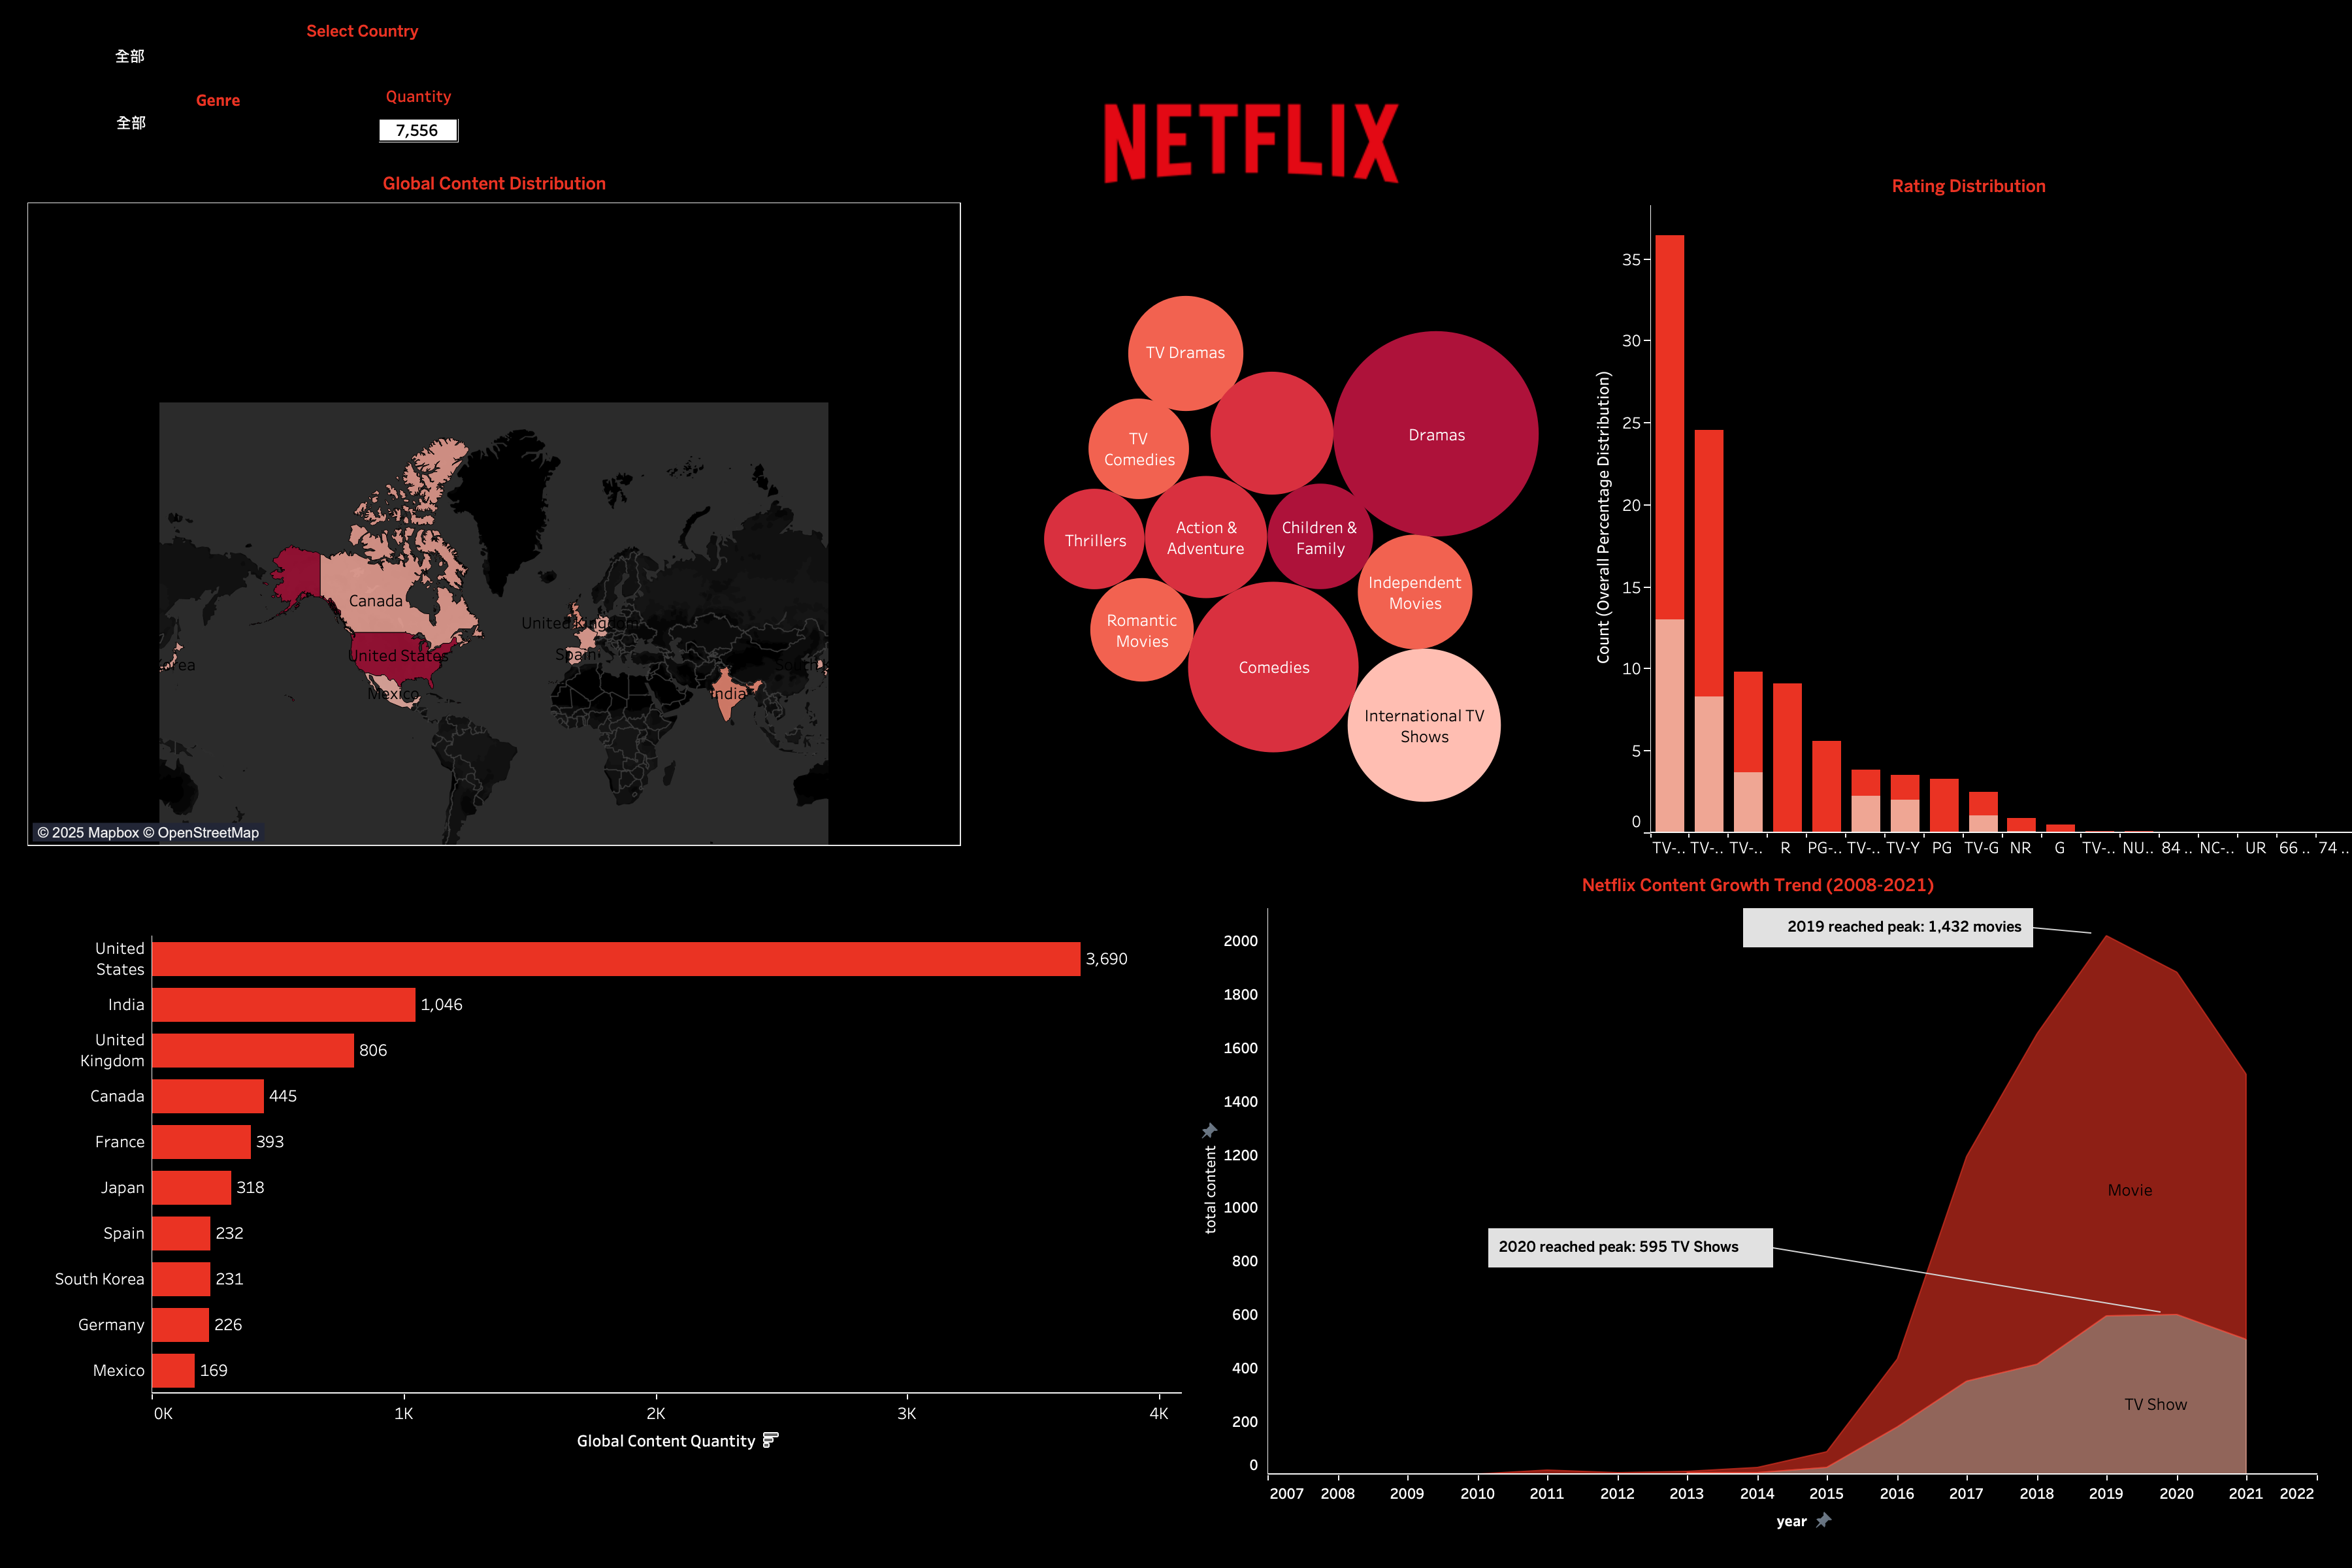 Select Country
全部
Genre
Quantity
全部
7,556
NETFLIX
Global Content Distribution
Canada
United States
Mexico
United Kingdom
Spain
India
orea
© 2025 Mapbox © OpenStreetMap
TV Dramas
TV
Comedies
Dramas
Thrillers
Action &
Adventure
Children &
Family
Independent
Movies
Romantic
Movies
Comedies
International TV
Shows
Rating Distribution
Count (Overall Percentage Distribution)
35
30
25
20
15
10
5
0
TV-.. TV-.. TV-.. R PG-.. TV-.. TV-Y PG TV-G NR G TV-.. NU.. 84 .. NC-.. UR 66 .. 74 ..
United
States
3,690
India
1,046
United
Kingdom
806
Canada
445
France
393
Japan
318
Spain
232
South Korea
231
Germany
226
Mexico
169
0K 1K 2K 3K 4K
Global Content Quantity
Netflix Content Growth Trend (2008-2021)
total content
2000
1800
1600
1400
1200
1000
800
600
400
200
0
2019 reached peak: 1,432 movies
2020 reached peak: 595 TV Shows
Movie
TV Show
2007 2008 2009 2010 2011 2012 2013 2014 2015 2016 2017 2018 2019 2020 2021 2022
year